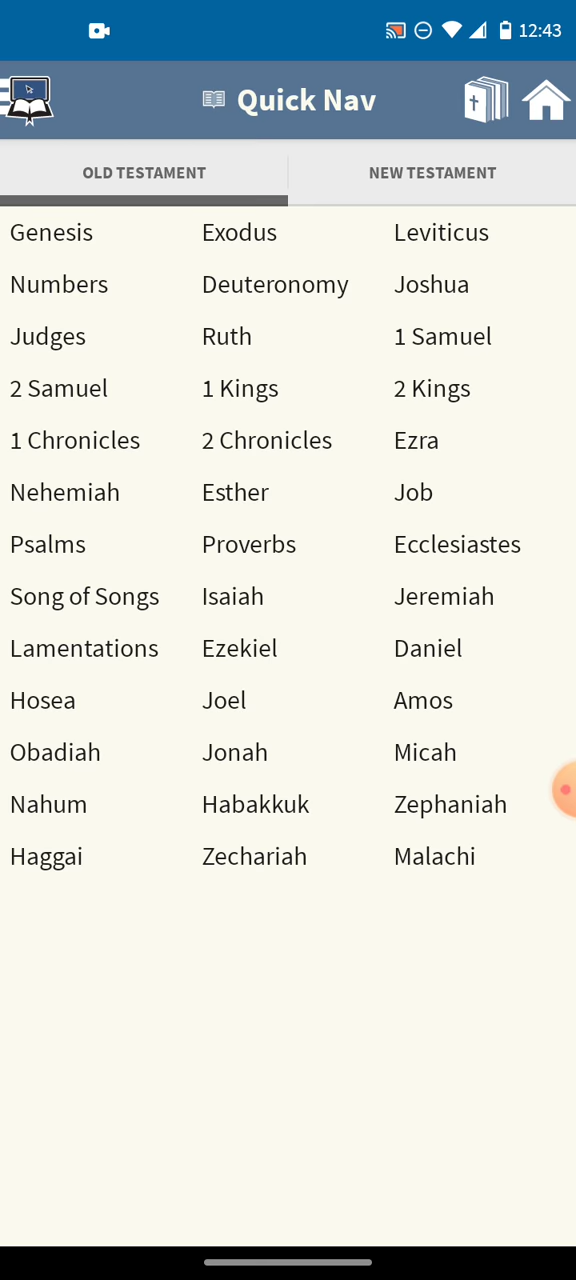 12:43
Quick Nav
OLD TESTAMENT NEW TESTAMENT
Genesis Exodus Leviticus
Numbers Deuteronomy Joshua
Judges Ruth 1 Samuel
2 Samuel 1 Kings 2 Kings
1 Chronicles 2 Chronicles Ezra
Nehemiah Esther Job
Psalms Proverbs Ecclesiastes
Song of Songs Isaiah Jeremiah
Lamentations Ezekiel Daniel
Hosea Joel Amos
Obadiah Jonah Micah
Nahum Habakkuk Zephaniah
Haggai Zechariah Malachi